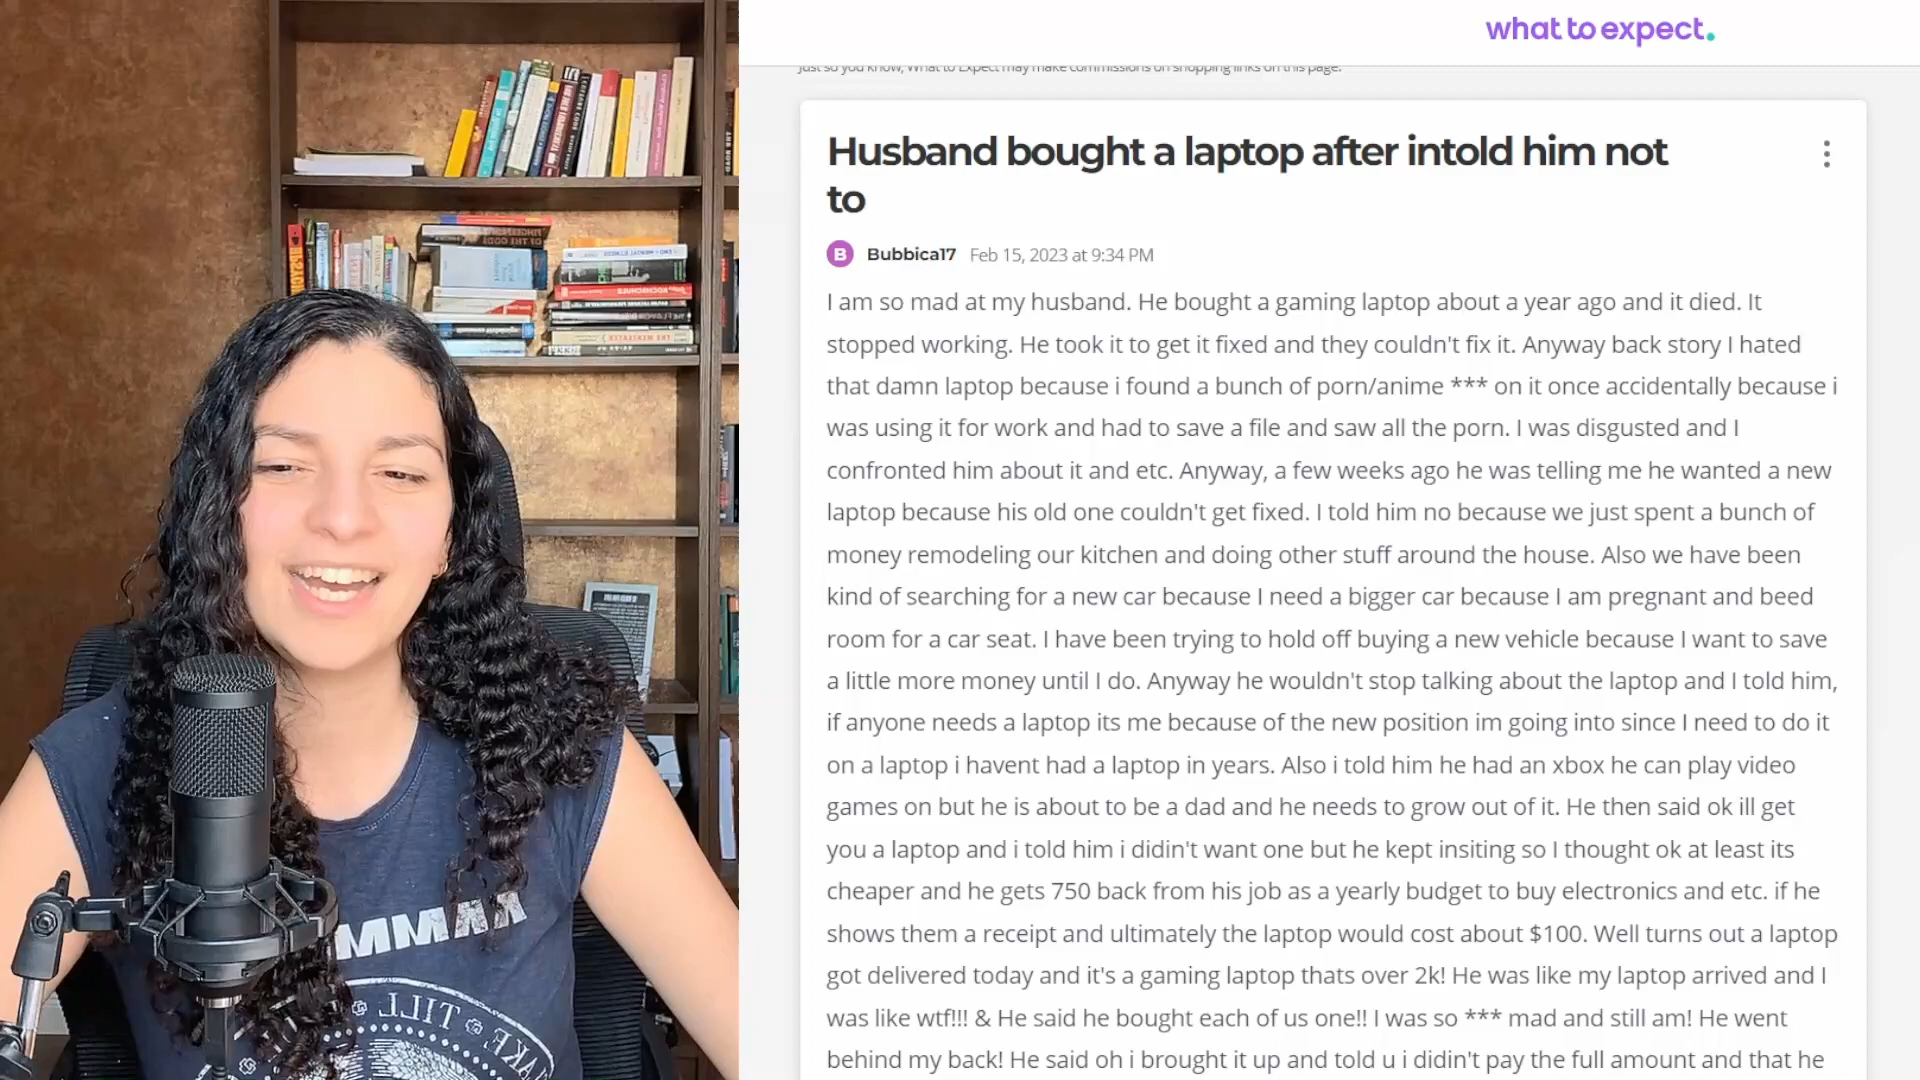 what to expect.
Just so you know, What to Expect may make commissions on shopping links on this page.
Husband bought a laptop after intold him not
to
B Bubbica17 Feb 15, 2023 at 9:34 PM
I am so mad at my husband. He bought a gaming laptop about a year ago and it died. It
stopped working. He took it to get it fixed and they couldn't fix it. Anyway back story I hated
that damn laptop because i found a bunch of porn/anime *** on it once accidentally because i
was using it for work and had to save a file and saw all the porn. I was disgusted and I
confronted him about it and etc. Anyway, a few weeks ago he was telling me he wanted a new
laptop because his old one couldn't get fixed. I told him no because we just spent a bunch of
money remodeling our kitchen and doing other stuff around the house. Also we have been
kind of searching for a new car because I need a bigger car because I am pregnant and beed
room for a car seat. I have been trying to hold off buying a new vehicle because I want to save
a little more money until I do. Anyway he wouldn't stop talking about the laptop and I told him,
if anyone needs a laptop its me because of the new position im going into since I need to do it
on a laptop i havent had a laptop in years. Also i told him he had an xbox he can play video
games on but he is about to be a dad and he needs to grow out of it. He then said ok ill get
you a laptop and i told him i didin't want one but he kept insiting so I thought ok at least its
cheaper and he gets 750 back from his job as a yearly budget to buy electronics and etc. if he
shows them a receipt and ultimately the laptop would cost about $100. Well turns out a laptop
got delivered today and it's a gaming laptop thats over 2k! He was like my laptop arrived and I
was like wtf!!! & He said he bought each of us one!! I was so *** mad and still am! He went
behind my back! He said oh i brought it up and told u i didin't pay the full amount and that he
TILL